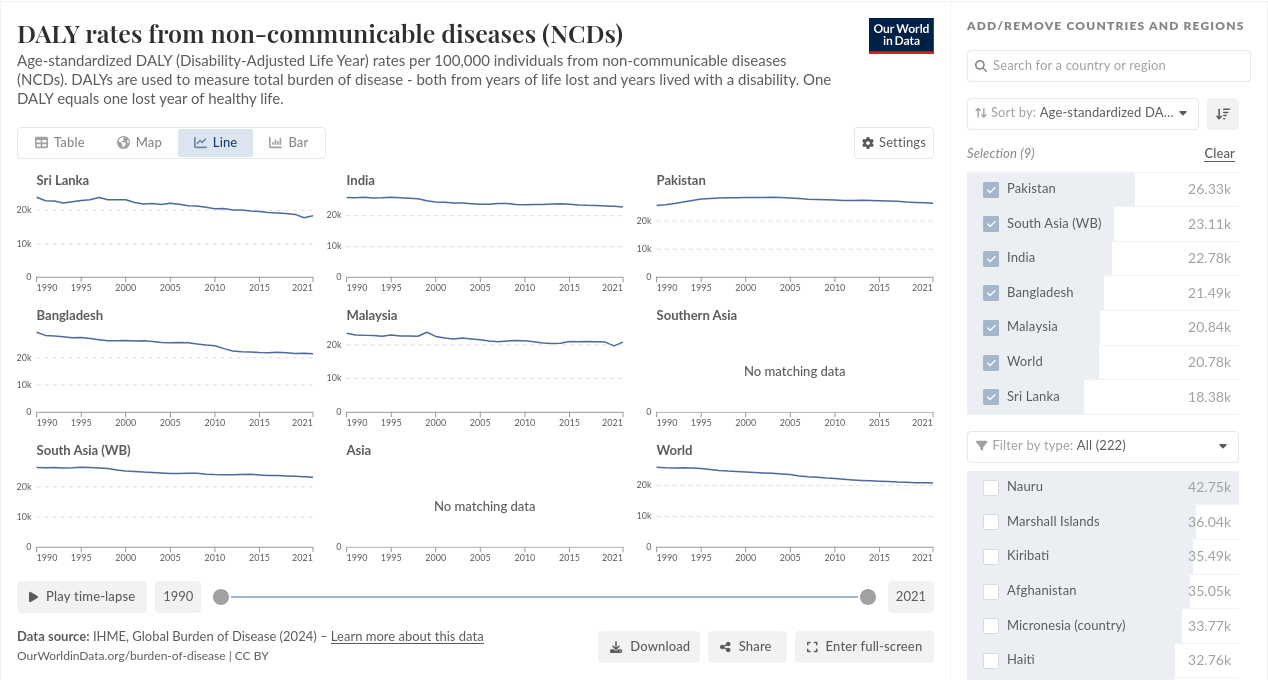 DALY rates from non-communicable diseases (NCDs)
Age-standardized DALY (Disability-Adjusted Life Year) rates per 100,000 individuals from non-communicable diseases
(NCDs). DALYs are used to measure total burden of disease - both from years of life lost and years lived with a disability. One
DALY equals one lost year of healthy life.
Our World
in Data
Table
Map
Line
Bar
Settings
Sri Lanka
20k
10k
0
1990 1995 2000 2005 2010 2015 2021
India
20k
10k
0
1990 1995 2000 2005 2010 2015 2021
Pakistan
20k
10k
0
1990 1995 2000 2005 2010 2015 2021
Bangladesh
20k
10k
0
1990 1995 2000 2005 2010 2015 2021
Malaysia
20k
10k
0
1990 1995 2000 2005 2010 2015 2021
Southern Asia
No matching data
0
1990 1995 2000 2005 2010 2015 2021
South Asia (WB)
20k
10k
0
1990 1995 2000 2005 2010 2015 2021
Asia
No matching data
0
1990 1995 2000 2005 2010 2015 2021
World
20k
10k
0
1990 1995 2000 2005 2010 2015 2021
Play time-lapse
1990
2021
Data source: IHME, Global Burden of Disease (2024) – Learn more about this data
OurWorldinData.org/burden-of-disease | CC BY
Download
Share
Enter full-screen
ADD/REMOVE COUNTRIES AND REGIONS
Search for a country or region
Sort by: Age-standardized DA...
Selection (9)
Clear
Pakistan 26.33k
South Asia (WB) 23.11k
India 22.78k
Bangladesh 21.49k
Malaysia 20.84k
World 20.78k
Sri Lanka 18.38k
Filter by type: All (222)
Nauru 42.75k
Marshall Islands 36.04k
Kiribati 35.49k
Afghanistan 35.05k
Micronesia (country) 33.77k
Haiti 32.76k